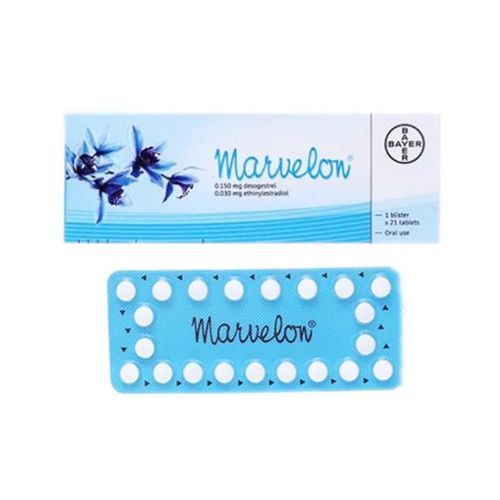 Marvelon®
0.150 mg desogestrel
0.030 mg ethinylestradiol
BAYER
BAYER
1 blister
x 21 tablets
Oral use
Marvelon®